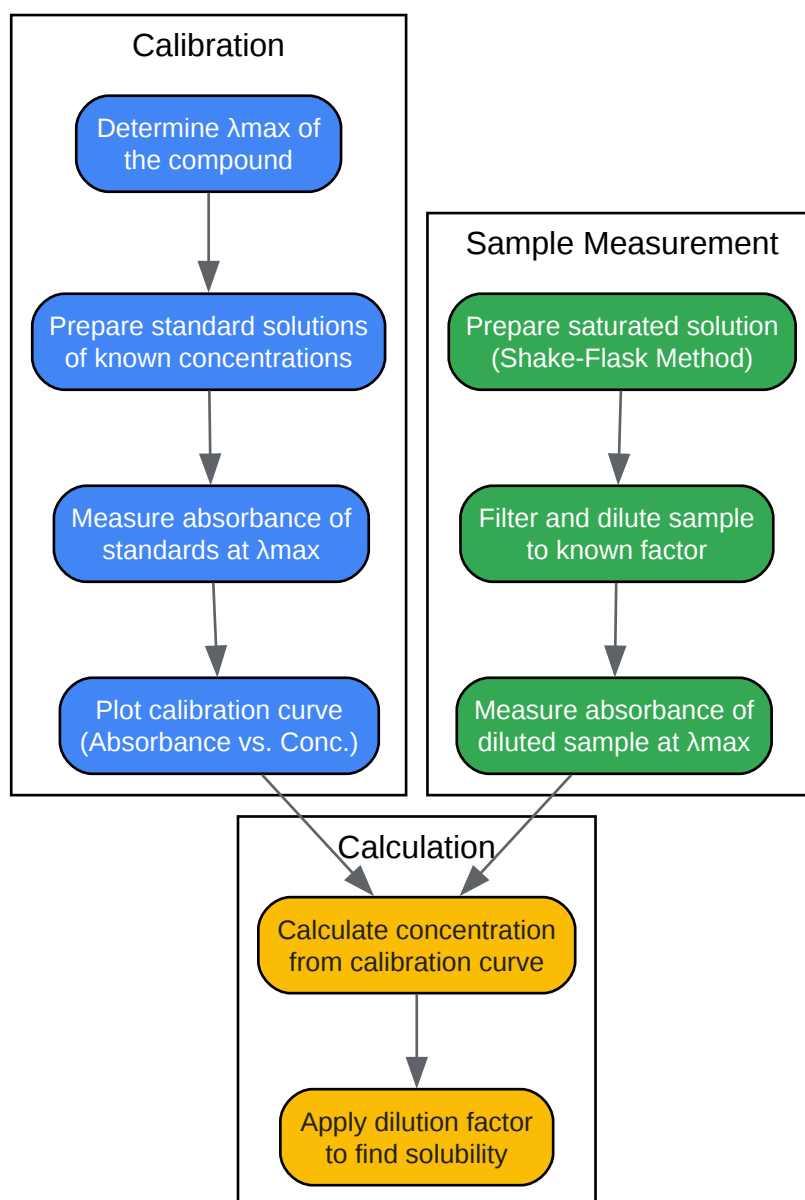 Calibration
Determine λmax of
the compound
Prepare standard solutions
of known concentrations
Measure absorbance of
standards at λmax
Plot calibration curve
(Absorbance vs. Conc.)
Sample Measurement
Prepare saturated solution
(Shake-Flask Method)
Filter and dilute sample
to known factor
Measure absorbance of
diluted sample at λmax
Calculation
Calculate concentration
from calibration curve
Apply dilution factor
to find solubility